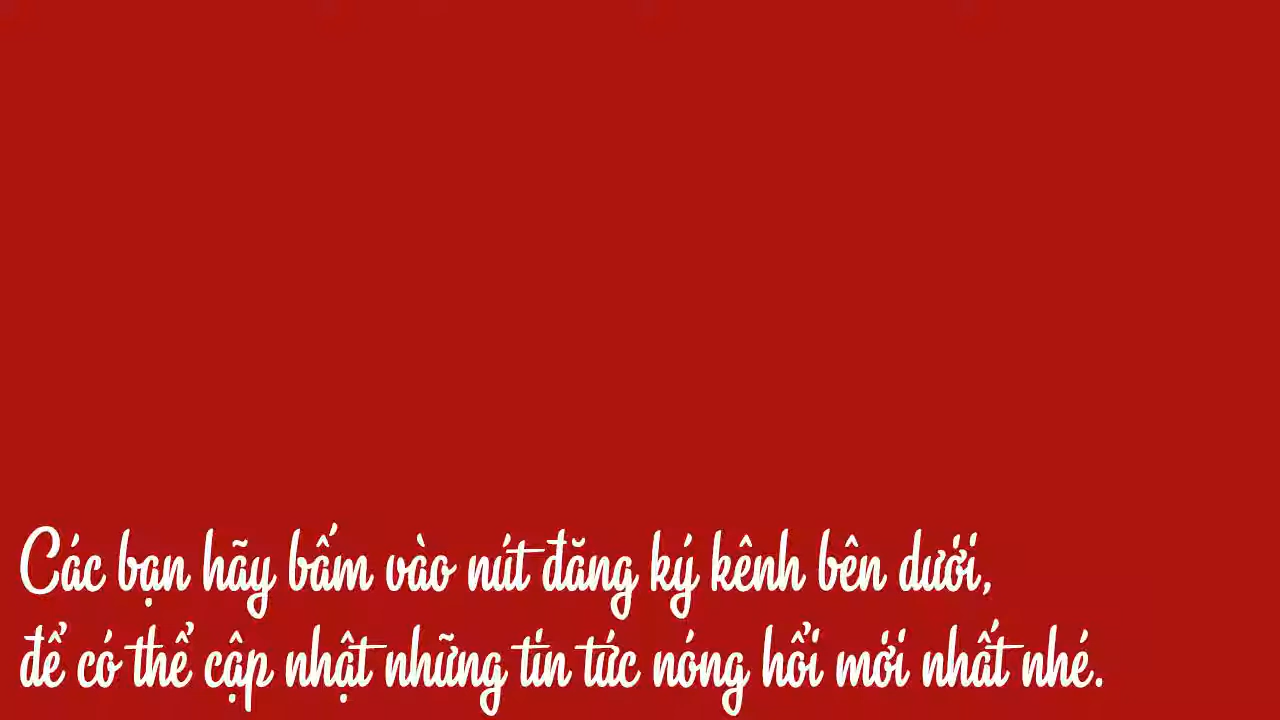 Các bạn hãy bấm vào nút đăng ký kênh bên dưới,
để có thể cập nhật những tin tức nóng hổi mới nhất nhé.